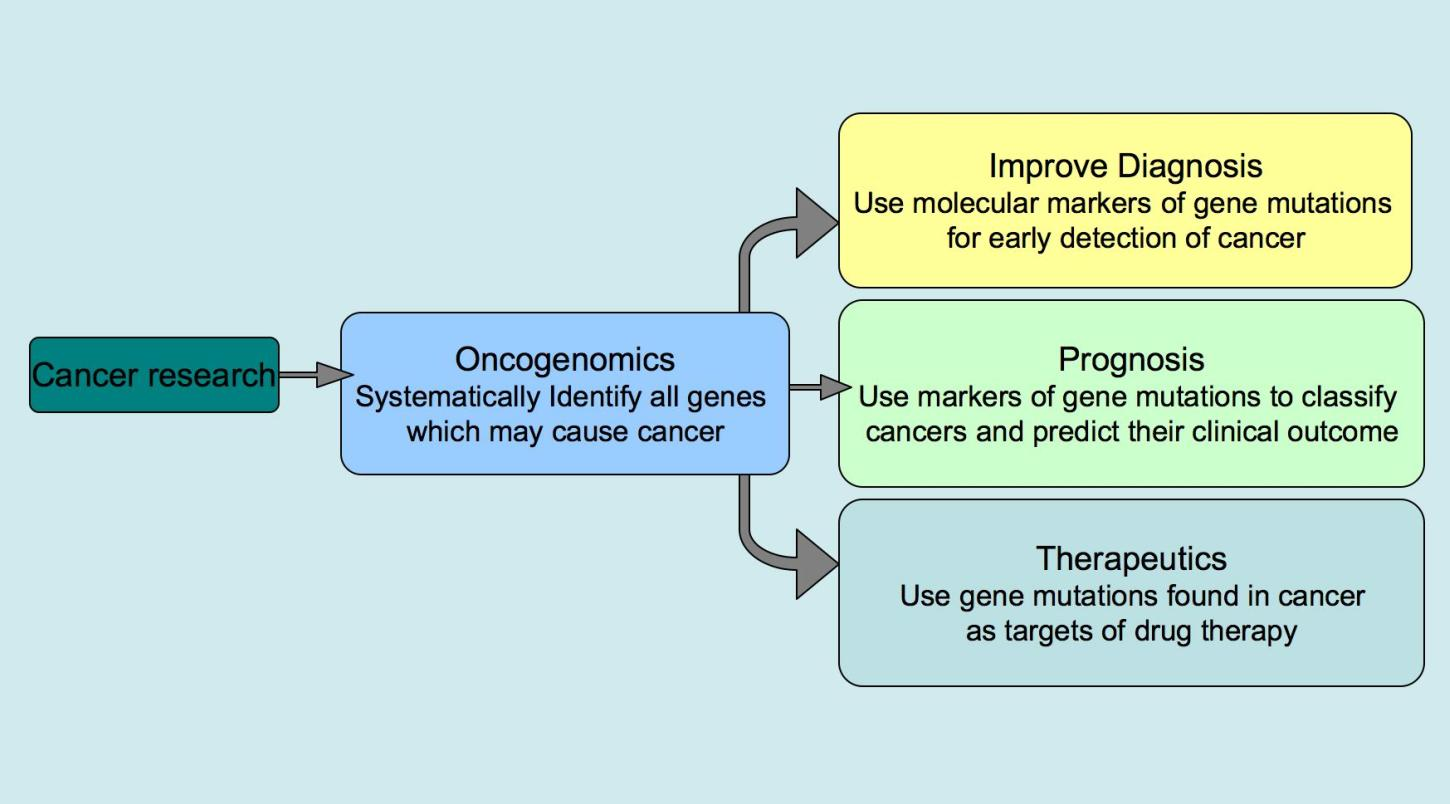 Cancer research
Oncogenomics
Systematically Identify all genes
which may cause cancer
Improve Diagnosis
Use molecular markers of gene mutations
for early detection of cancer
Prognosis
Use markers of gene mutations to classify
cancers and predict their clinical outcome
Therapeutics
Use gene mutations found in cancer
as targets of drug therapy